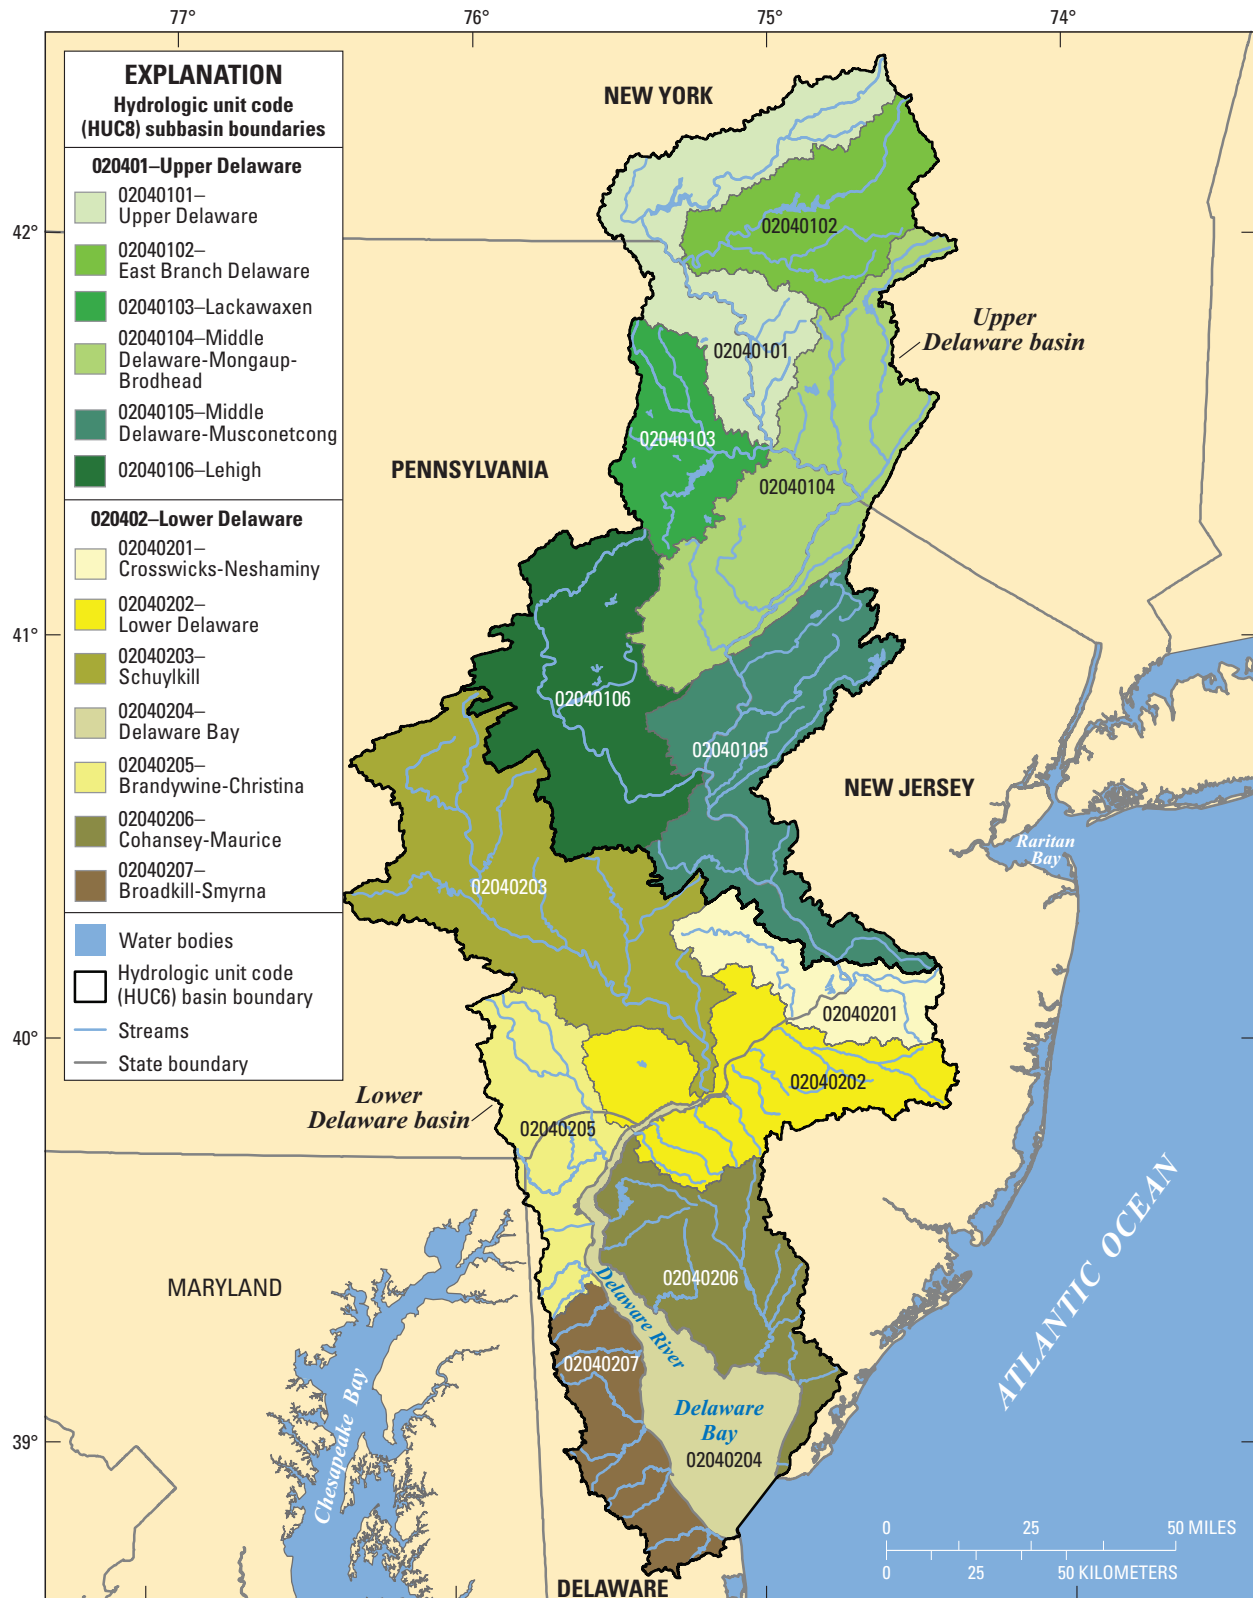 77°
76°
75°
74°
42°
41°
40°
39°
EXPLANATION
Hydrologic unit code
(HUC8) subbasin boundaries
020401–Upper Delaware
02040101–
Upper Delaware
02040102–
East Branch Delaware
02040103–Lackawaxen
02040104–Middle
Delaware-Mongaup-
Brodhead
02040105–Middle
Delaware-Musconetcong
02040106–Lehigh
020402–Lower Delaware
02040201–
Crosswicks-Neshaminy
02040202–
Lower Delaware
02040203–
Schuylkill
02040204–
Delaware Bay
02040205–
Brandywine-Christina
02040206–
Cohansey-Maurice
02040207–
Broadkill-Smyrna
Water bodies
Hydrologic unit code
(HUC6) basin boundary
Streams
State boundary
NEW YORK
02040102
Upper
Delaware basin
02040101
02040103
PENNSYLVANIA
02040104
02040106
02040105
NEW JERSEY
Raritan
Bay
02040203
02040201
02040202
Lower
Delaware basin
02040205
MARYLAND
02040206
Delaware River
02040207
Delaware
Bay
02040204
Chesapeake Bay
ATLANTIC OCEAN
DELAWARE
0 25 50 MILES
0 25 50 KILOMETERS